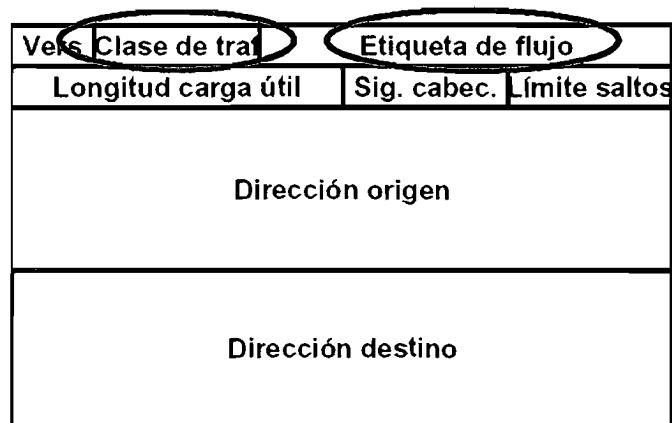 Vers Clase de traf Etiqueta de flujo
Longitud carga útil Sig. cabec. Límite saltos
Dirección origen
Dirección destino